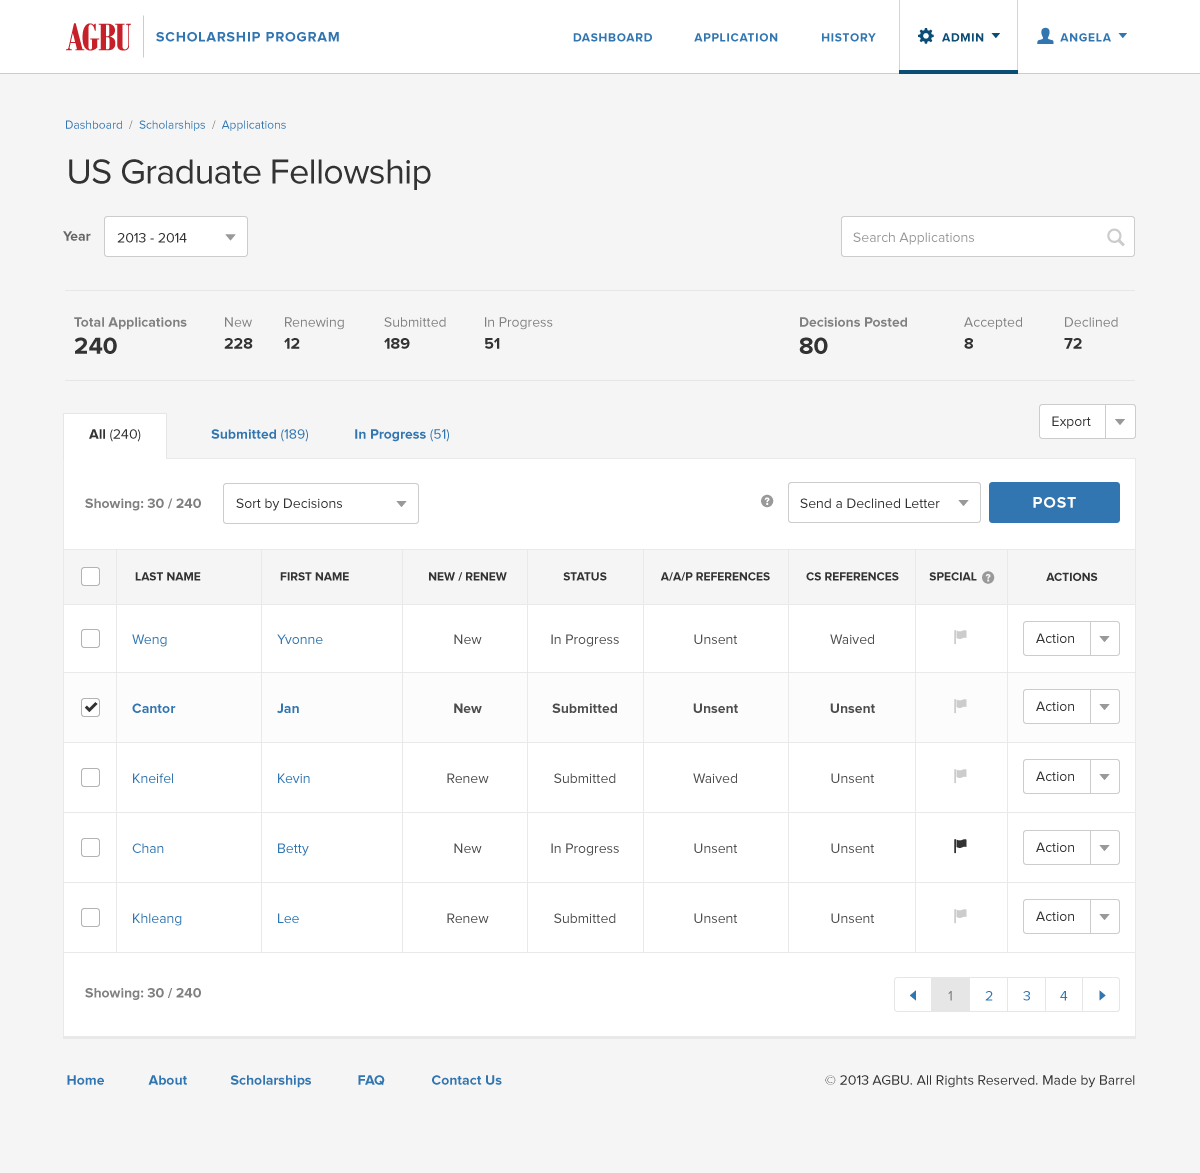 AGBU SCHOLARSHIP PROGRAM DASHBOARD APPLICATION HISTORY ADMIN ANGELA
Dashboard / Scholarships / Applications
US Graduate Fellowship
Year 2013 - 2014 Search Applications
Total Applications New Renewing Submitted In Progress Decisions Posted Accepted Declined
240 228 12 189 51 80 8 72
All (240) Submitted (189) In Progress (51) Export
Showing: 30 / 240 Sort by Decisions ? Send a Declined Letter POST
LAST NAME FIRST NAME NEW / RENEW STATUS A/A/P REFERENCES CS REFERENCES SPECIAL ? ACTIONS
Weng Yvonne New In Progress Unsent Waived Action
Cantor Jan New Submitted Unsent Unsent Action
Kneifel Kevin Renew Submitted Waived Unsent Action
Chan Betty New In Progress Unsent Unsent Action
Khleang Lee Renew Submitted Unsent Unsent Action
Showing: 30 / 240 1 2 3 4
Home About Scholarships FAQ Contact Us © 2013 AGBU. All Rights Reserved. Made by Barrel